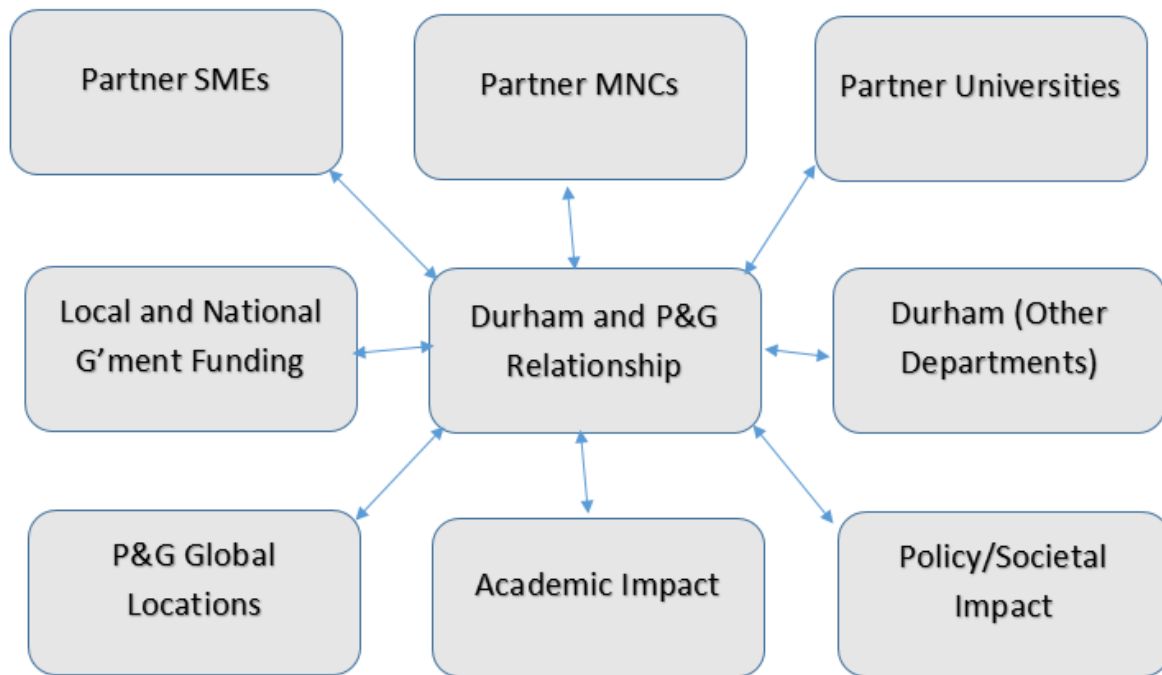 Partner SMEs
Partner MNCs
Partner Universities
Local and National
G’ment Funding
Durham and P&G
Relationship
Durham (Other
Departments)
P&G Global
Locations
Academic Impact
Policy/Societal
Impact